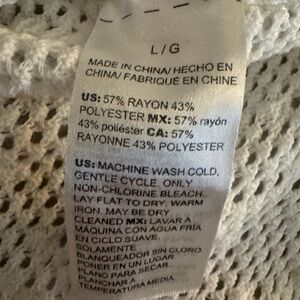 L/G
MADE IN CHINA/HECHO EN
CHINA/ FABRIQUÉ EN CHINE
US: 57% RAYON 43%
POLYESTER MX: 57% rayón
43% poliéster CA: 57%
RAYONNE 43% POLYESTER
US: MACHINE WASH COLD,
GENTLE CYCLE. ONLY
NON-CHLORINE BLEACH.
LAY FLAT TO DRY. WARM
IRON. MAY BE DRY
CLEANED MX: LAVAR A
MÁQUINA CON AGUA FRÍA
EN CICLO SUAVE.
SOLAMENTE
BLANQUEADOR SIN CLORO.
PONER EN UN LUGAR
PLANO PARA SECAR.
PLANCHAR A
TEMPERATURA MEDIA.